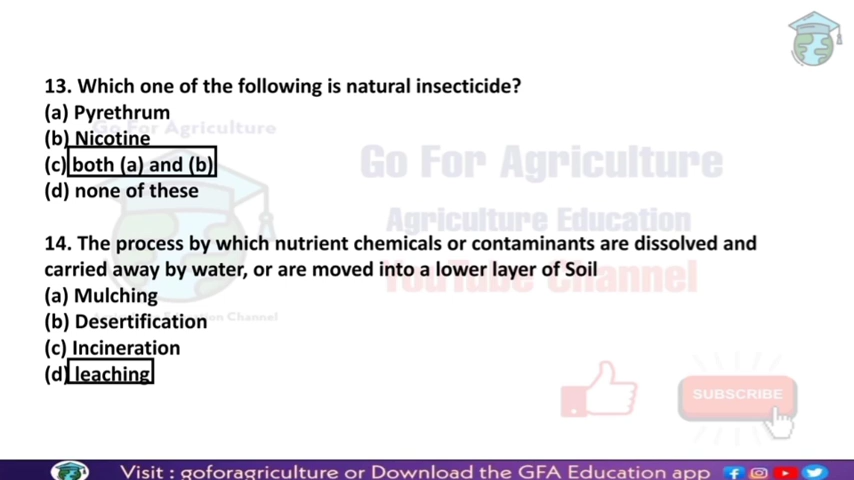 13. Which one of the following is natural insecticide?
(a) Pyrethrum
Go For Agriculture
(b) Nicotine
(c) both (a) and (b)
(d) none of these
Go For Agriculture
Agriculture Education
YouTube Channel
14. The process by which nutrient chemicals or contaminants are dissolved and
carried away by water, or are moved into a lower layer of Soil
(a) Mulching
(b) Desertification
(c) Incineration
(d) leaching
SUBSCRIBE
Visit : goforagriculture or Download the GFA Education app